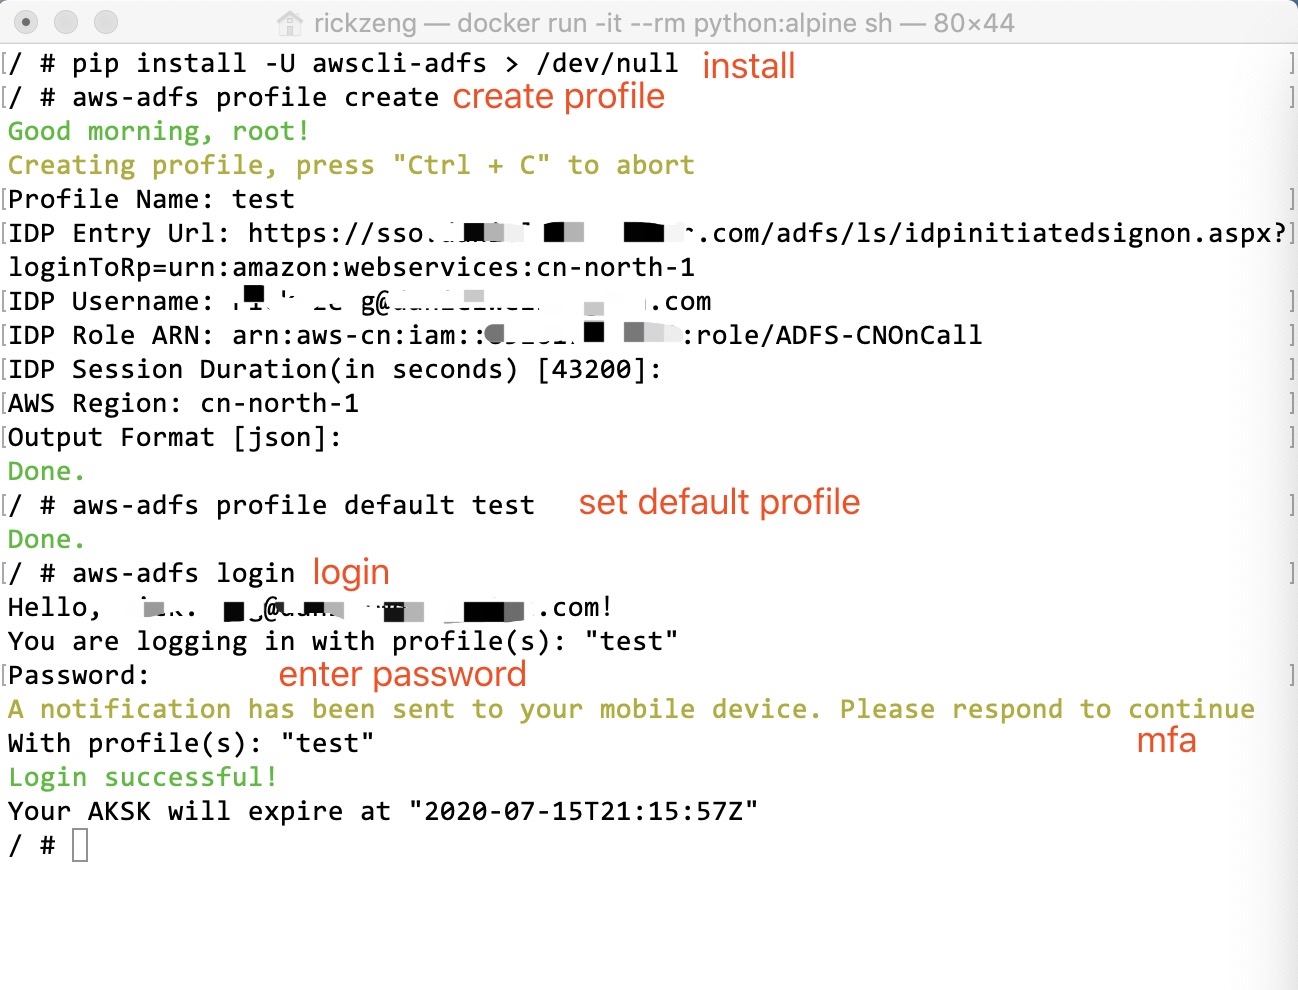 rickzeng — docker run -it --rm python:alpine sh — 80×44
[/ # pip install -U awscli-adfs > /dev/null install ]
[/ # aws-adfs profile create create profile ]
Good morning, root!
Creating profile, press "Ctrl + C" to abort
[Profile Name: test ]
[IDP Entry Url: https://sso. r.com/adfs/ls/idpinitiatedsignon.aspx?]
loginToRp=urn:amazon:webservices:cn-north-1
[IDP Username: g@ .com ]
[IDP Role ARN: arn:aws-cn:iam:: :role/ADFS-CNOnCall ]
[IDP Session Duration(in seconds) [43200]: ]
[AWS Region: cn-north-1 ]
[Output Format [json]: ]
Done.
[/ # aws-adfs profile default test set default profile ]
Done.
[/ # aws-adfs login login ]
Hello, @ .com!
You are logging in with profile(s): "test"
[Password: enter password ]
A notification has been sent to your mobile device. Please respond to continue
With profile(s): "test" mfa
Login successful!
Your AKSK will expire at "2020-07-15T21:15:57Z"
/ #